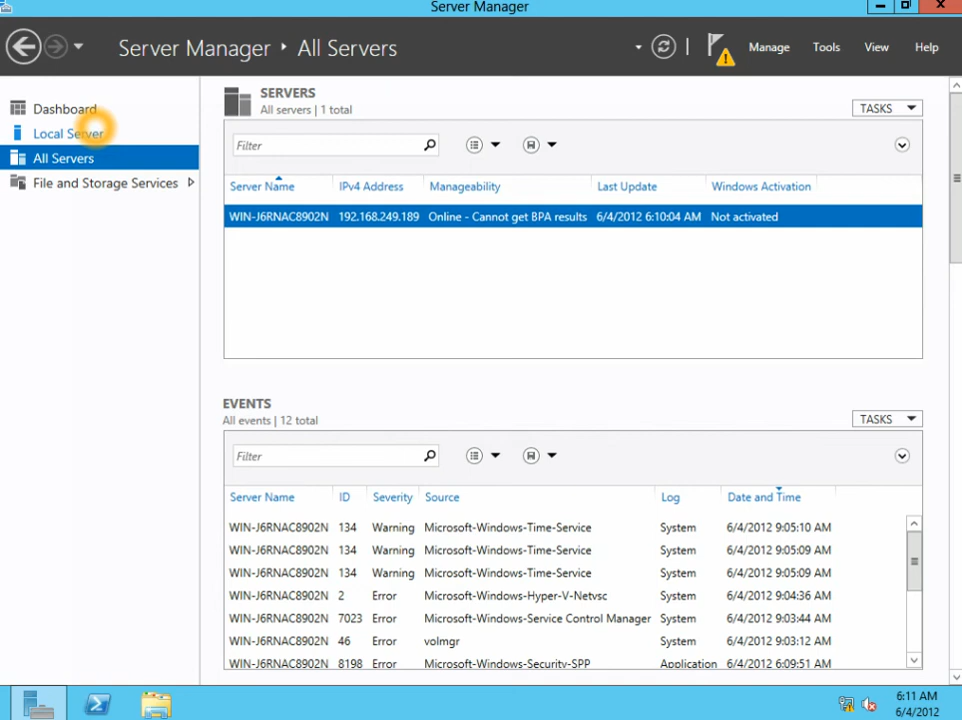 Server Manager
Server Manager ‣ All Servers
Manage Tools View Help
Dashboard
Local Server
All Servers
File and Storage Services
SERVERS
All servers | 1 total
TASKS
Filter
Server Name IPv4 Address Manageability Last Update Windows Activation
WIN-J6RNAC8902N 192.168.249.189 Online - Cannot get BPA results 6/4/2012 6:10:04 AM Not activated
EVENTS
All events | 12 total
TASKS
Filter
Server Name ID Severity Source Log Date and Time
WIN-J6RNAC8902N 134 Warning Microsoft-Windows-Time-Service System 6/4/2012 9:05:10 AM
WIN-J6RNAC8902N 134 Warning Microsoft-Windows-Time-Service System 6/4/2012 9:05:09 AM
WIN-J6RNAC8902N 134 Warning Microsoft-Windows-Time-Service System 6/4/2012 9:05:09 AM
WIN-J6RNAC8902N 2 Error Microsoft-Windows-Hyper-V-Netvsc System 6/4/2012 9:04:36 AM
WIN-J6RNAC8902N 7023 Error Microsoft-Windows-Service Control Manager System 6/4/2012 9:03:44 AM
WIN-J6RNAC8902N 46 Error volmgr System 6/4/2012 9:03:12 AM
WIN-J6RNAC8902N 8198 Error Microsoft-Windows-Security-SPP Application 6/4/2012 6:09:51 AM
6:11 AM
6/4/2012